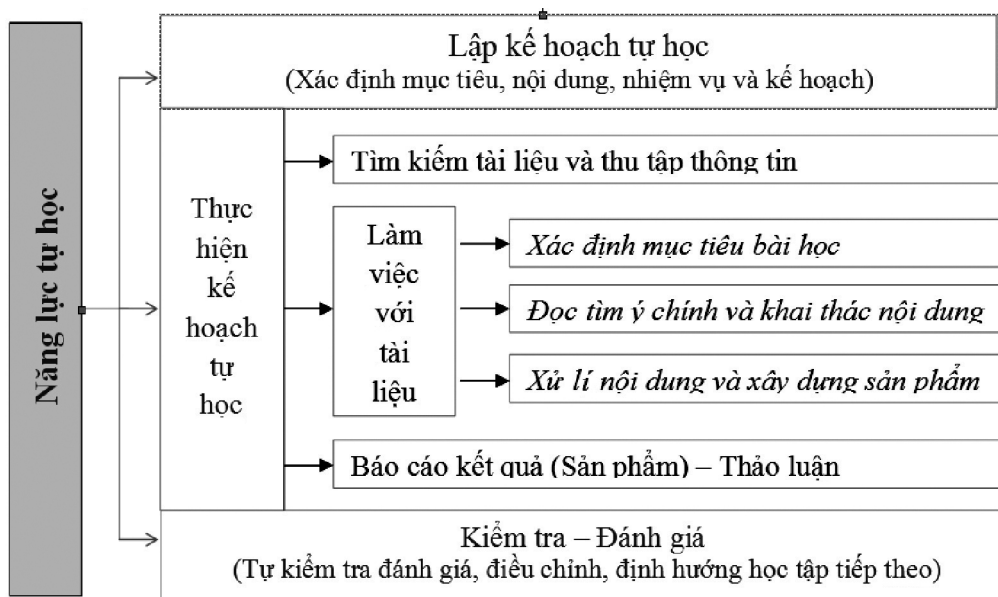 Năng lực tự học
Lập kế hoạch tự học
(Xác định mục tiêu, nội dung, nhiệm vụ và kế hoạch)
Thực
hiện
kế
hoạch
tự
học
Tìm kiếm tài liệu và thu tập thông tin
Làm
việc
với
tài
liệu
Xác định mục tiêu bài học
Đọc tìm ý chính và khai thác nội dung
Xử lí nội dung và xây dựng sản phẩm
Báo cáo kết quả (Sản phẩm) – Thảo luận
Kiểm tra – Đánh giá
(Tự kiểm tra đánh giá, điều chỉnh, định hướng học tập tiếp theo)